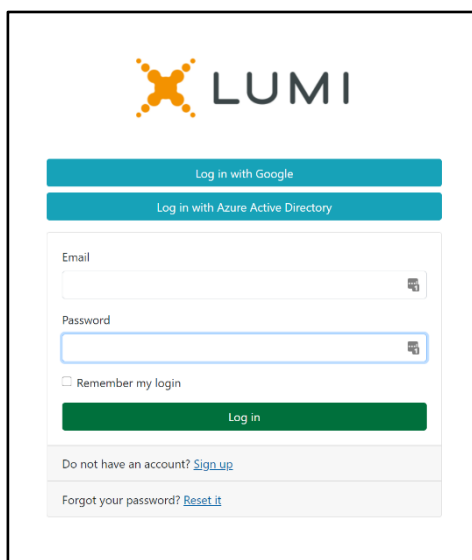 LUMI
Log in with Google
Log in with Azure Active Directory
Email
Password
Remember my login
Log in
Do not have an account? Sign up
Forgot your password? Reset it